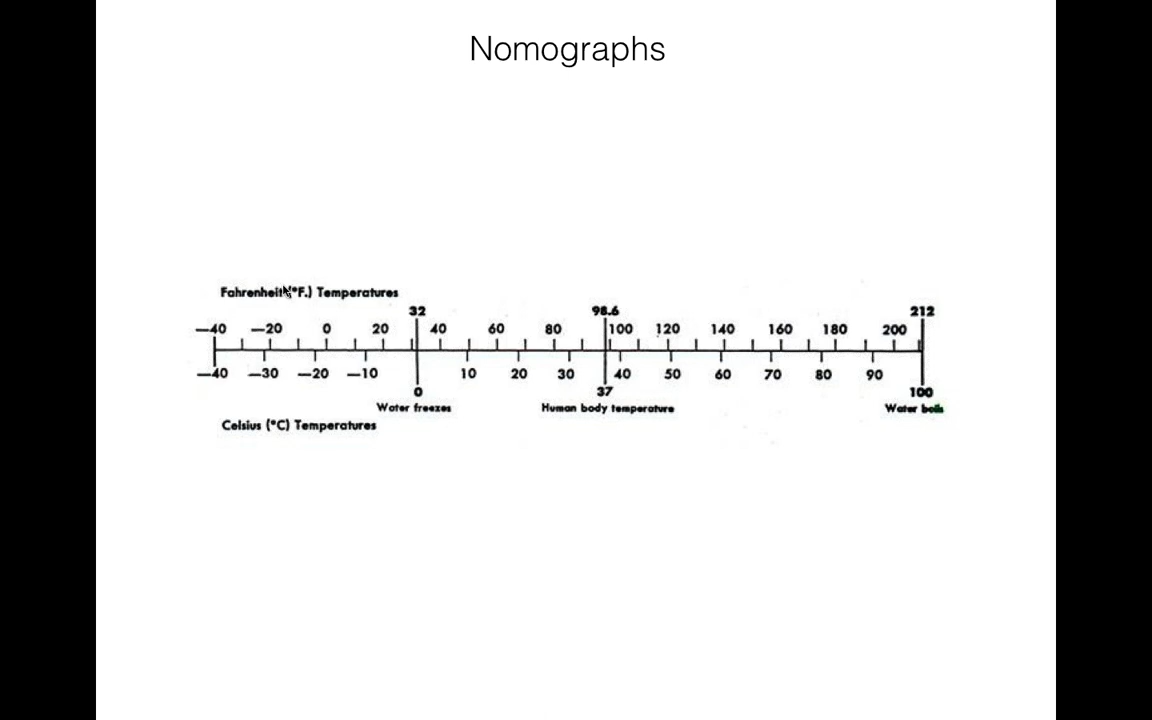 Nomographs
Fahrenheit (°F.) Temperatures
32 98.6 212
—40 —20 0 20 40 60 80 100 120 140 160 180 200
—40 —30 —20 —10 10 20 30 40 50 60 70 80 90
0 37 100
Water freezes Human body temperature Water boils
Celsius (°C) Temperatures